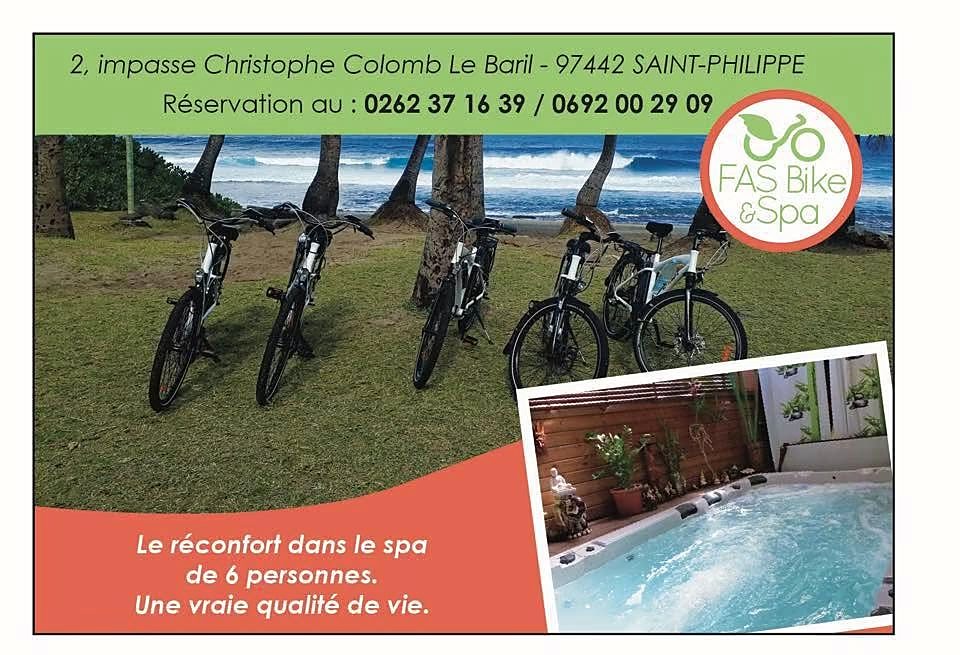 2, impasse Christophe Colomb Le Baril - 97442 SAINT-PHILIPPE
Réservation au : 0262 37 16 39 / 0692 00 29 09
FAS Bike
&Spa
Le réconfort dans le spa
de 6 personnes.
Une vraie qualité de vie.